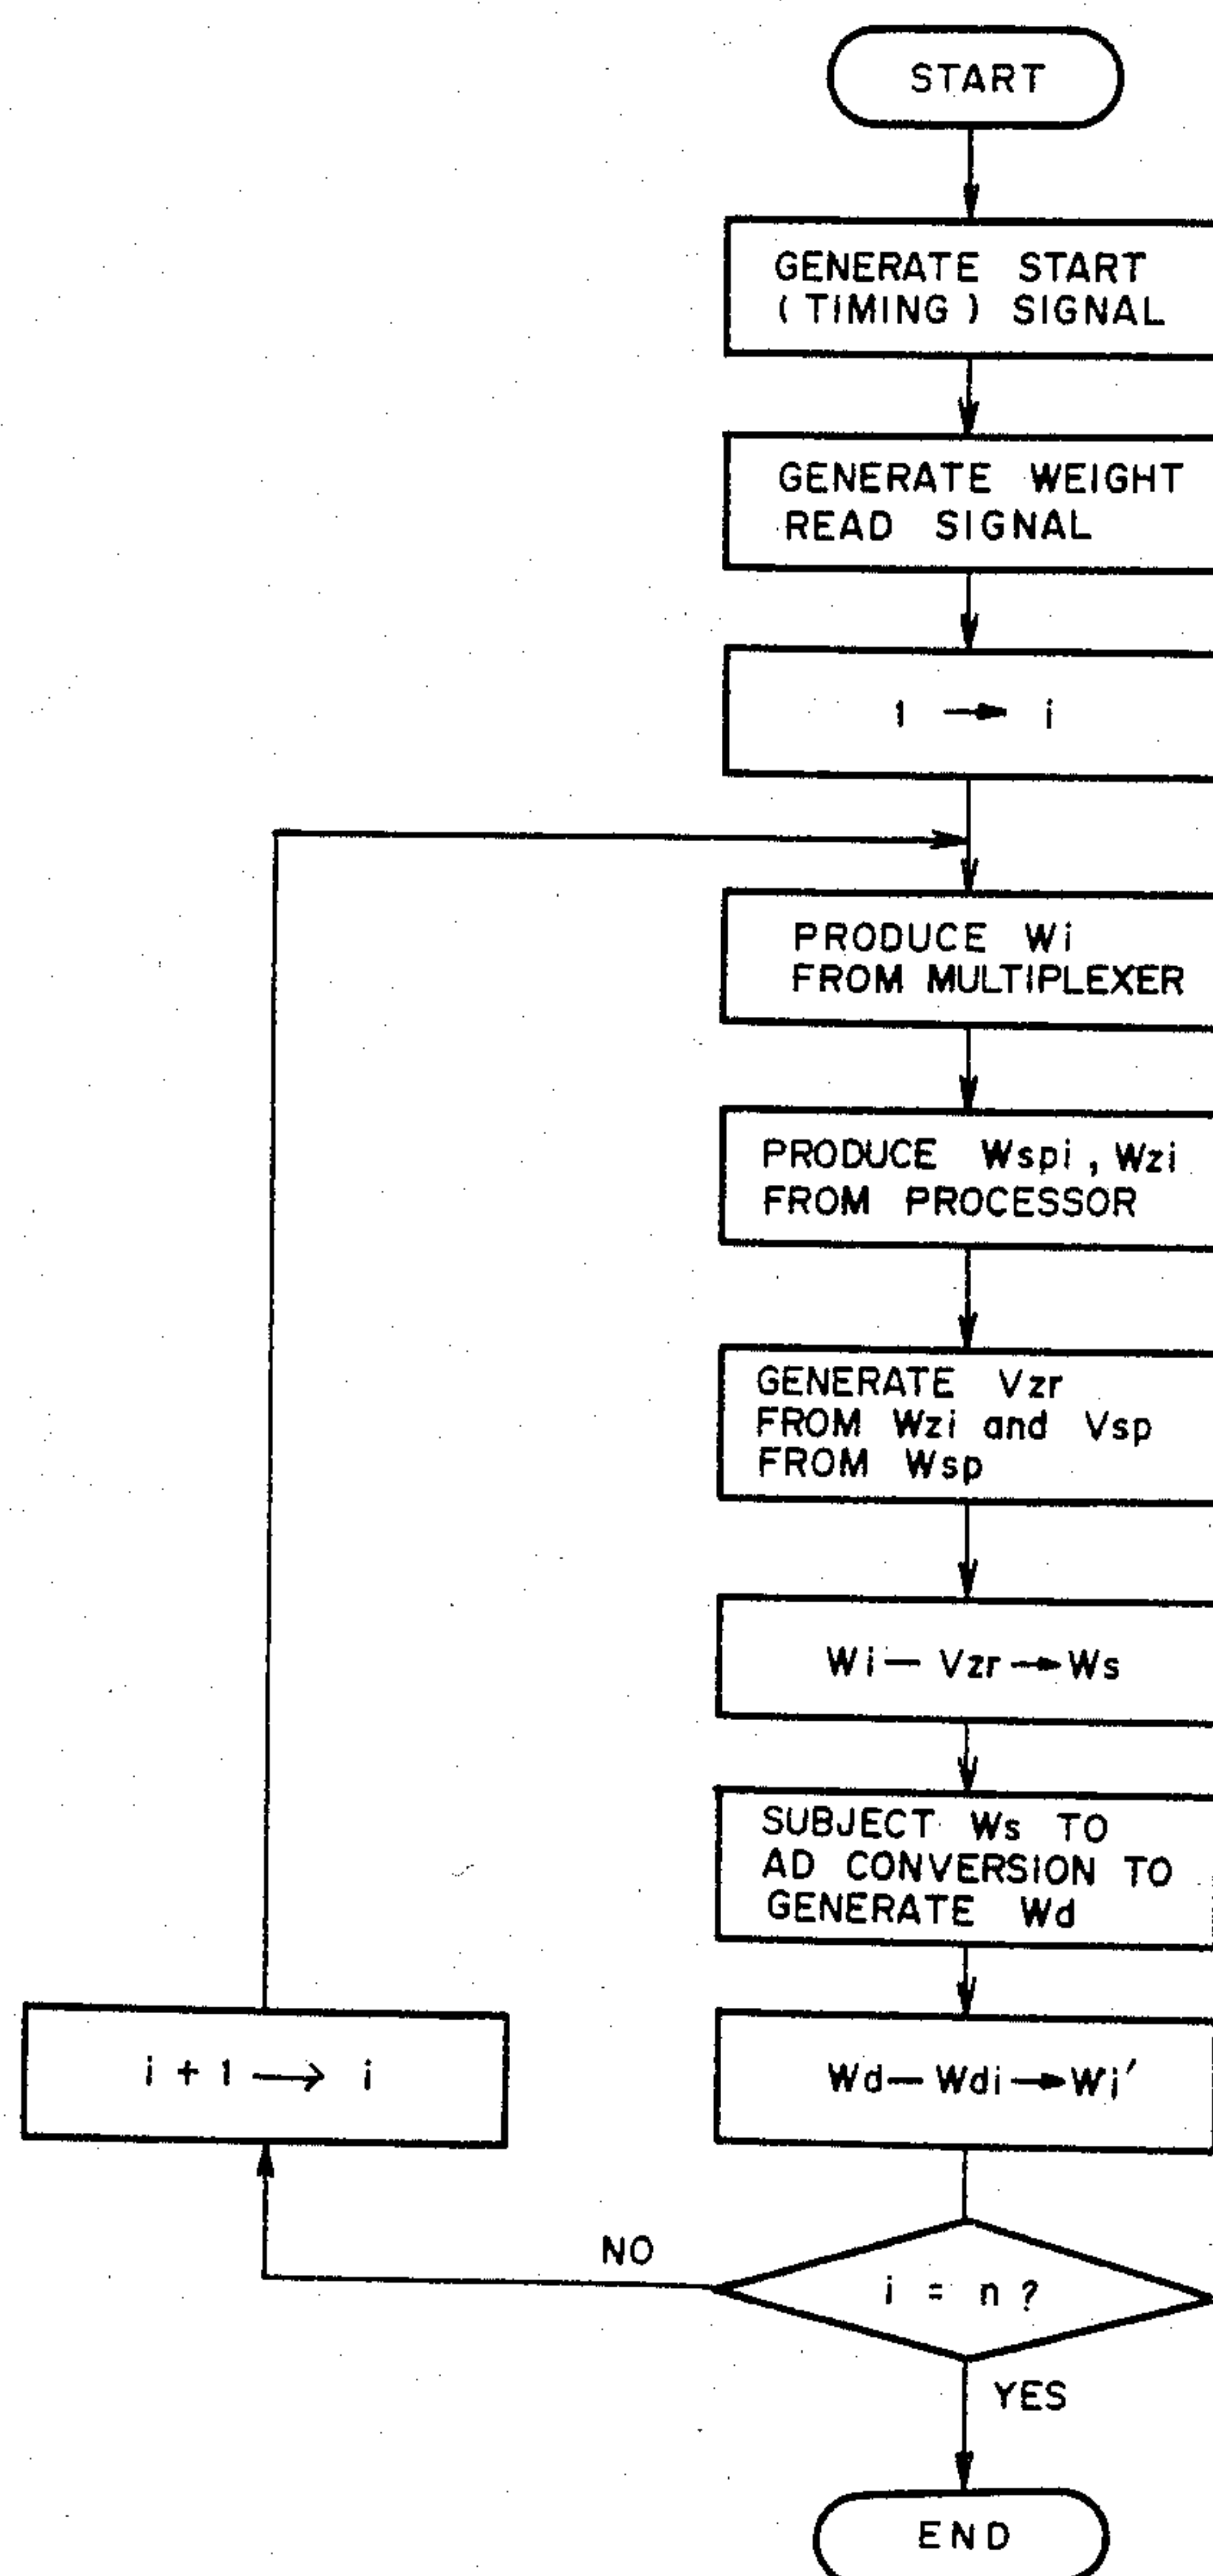 START
GENERATE START
(TIMING) SIGNAL
GENERATE WEIGHT
READ SIGNAL
1 → i
PRODUCE Wi
FROM MULTIPLEXER
PRODUCE Wspi, Wzi
FROM PROCESSOR
GENERATE Vzr
FROM Wzi and Vsp
FROM Wsp
Wi — Vzr → Ws
SUBJECT Ws TO
AD CONVERSION TO
GENERATE Wd
i + 1 → i
Wd — Wdi → Wi′
NO
i = n ?
YES
END